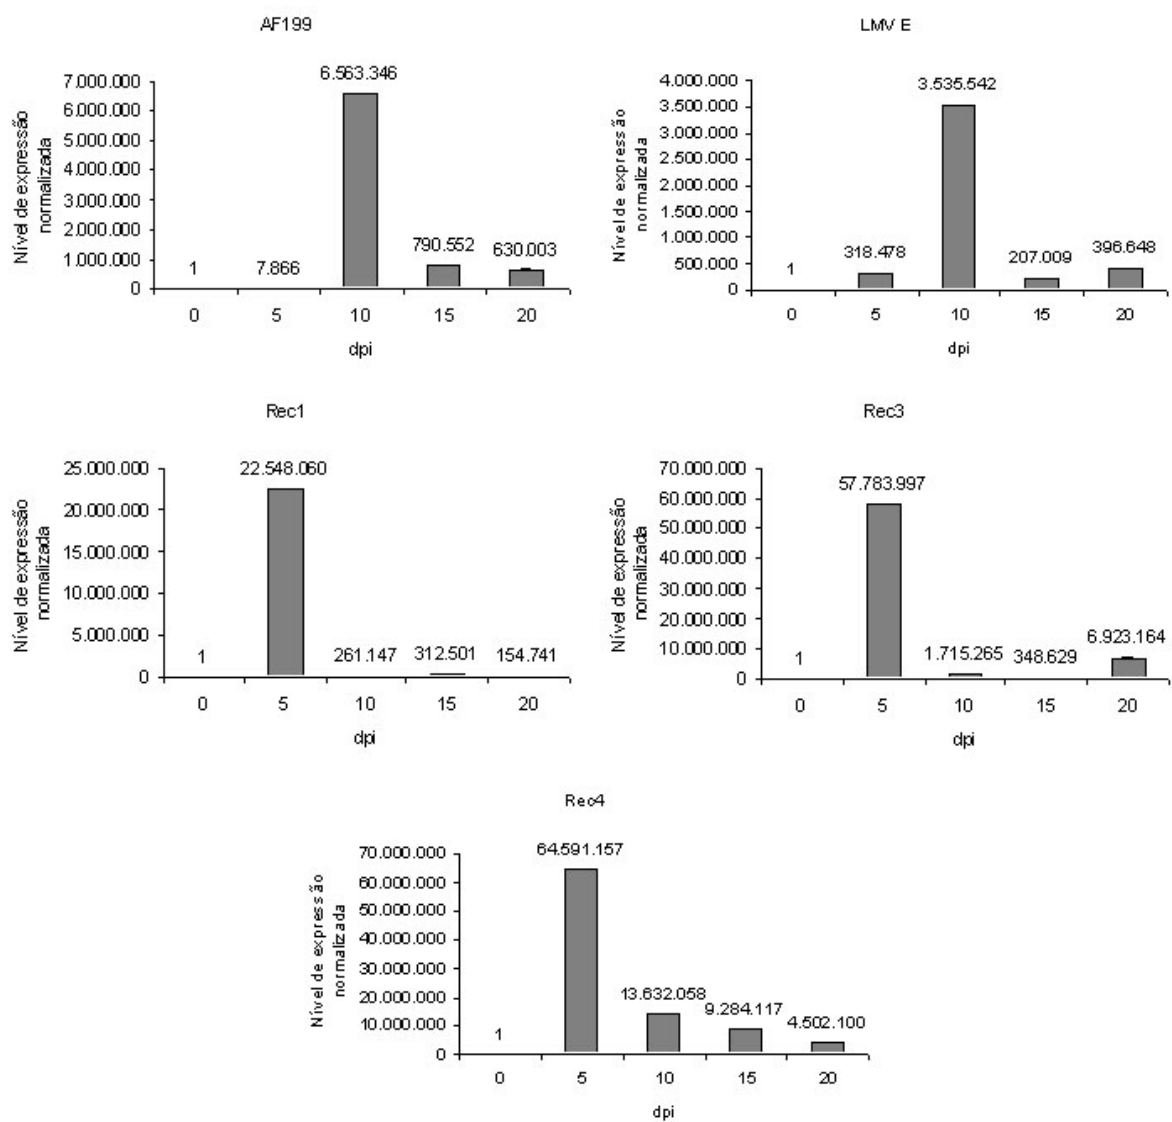 AF199
Nível de expressão
normalizada
7.000.000
6.000.000
5.000.000
4.000.000
3.000.000
2.000.000
1.000.000
0
1
7.866
6.563.346
790.552
630.003
0 5 10 15 20
dpi
LMV E
Nível de expressão
normalizada
4.000.000
3.500.000
3.000.000
2.500.000
2.000.000
1.500.000
1.000.000
500.000
0
1
318.478
3.535.542
207.009
396.648
0 5 10 15 20
dpi
Rec1
Nível de expressão
normalizada
25.000.000
20.000.000
15.000.000
10.000.000
5.000.000
0
1
22.548.060
261.147
312.501
154.741
0 5 10 15 20
dpi
Rec3
Nível de expressão
normalizada
70.000.000
60.000.000
50.000.000
40.000.000
30.000.000
20.000.000
10.000.000
0
1
57.783.997
1.715.265
348.629
6.923.164
0 5 10 15 20
dpi
Rec4
Nível de expressão
normalizada
70.000.000
60.000.000
50.000.000
40.000.000
30.000.000
20.000.000
10.000.000
0
1
64.591.157
13.632.058
9.284.117
4.502.100
0 5 10 15 20
dpi